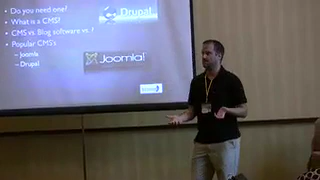 Do you need one?
Drupal
What is a CMS?
CMS vs. Blog software vs. ?
Popular CMS's
– Joomla
– Drupal
Joomla!